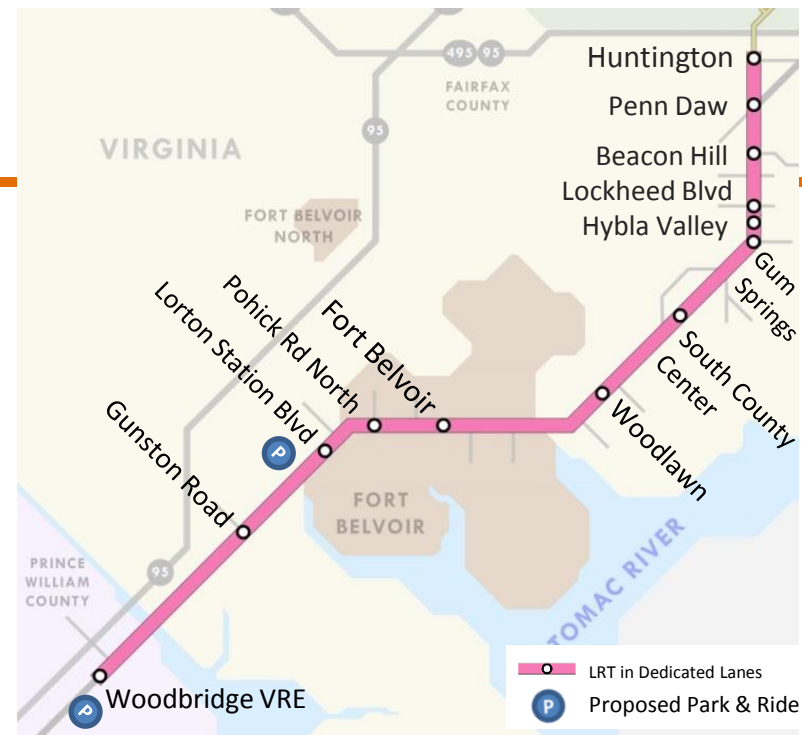 Huntington
495 95
FAIRFAX
COUNTY
Penn Daw
95
VIRGINIA
Beacon Hill
Lockheed Blvd
FORT BELVOIR
NORTH
Hybla Valley
Gum
Springs
South County
Center
Woodlawn
Fort Belvoir
Pohick Rd North
Lorton Station Blvd
P
Gunston Road
FORT
BELVOIR
PRINCE
WILLIAM
COUNTY
95
TOMAC RIVER
Woodbridge VRE
P
LRT in Dedicated Lanes
P Proposed Park & Ride